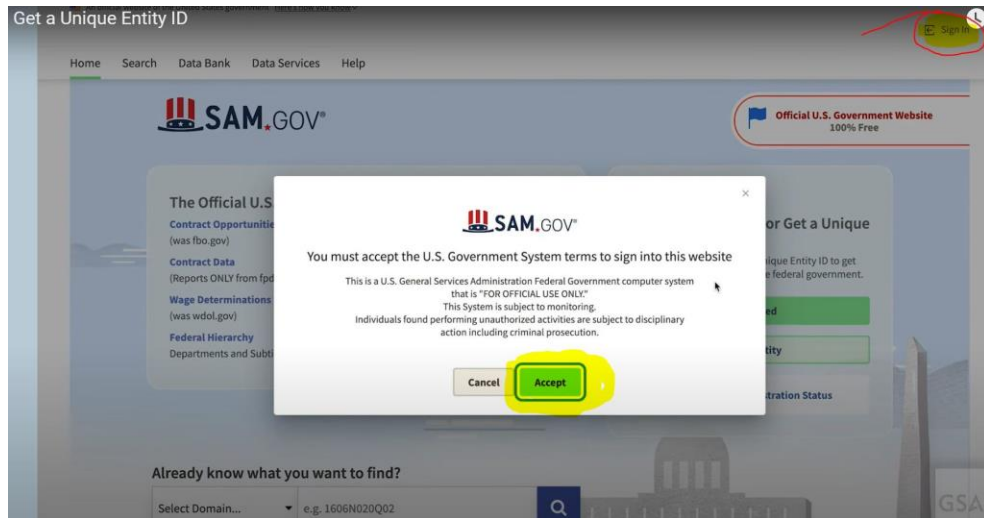 Get a Unique Entity ID
Sign In
Home Search Data Bank Data Services Help
SAM.GOV®
Official U.S. Government Website
100% Free
The Official U.S
Contract Opportunitie
(was fbo.gov)
Contract Data
(Reports ONLY from fpd
Wage Determinations
(was wdol.gov)
Federal Hierarchy
Departments and Subti
or Get a Unique
ique Entity ID to get
e federal government.
ed
tity
tration Status
SAM.GOV®
You must accept the U.S. Government System terms to sign into this website
This is a U.S. General Services Administration Federal Government computer system
that is "FOR OFFICIAL USE ONLY."
This System is subject to monitoring.
Individuals found performing unauthorized activities are subject to disciplinary
action including criminal prosecution.
Cancel Accept
Already know what you want to find?
Select Domain... e.g. 1606N020Q02
GSA